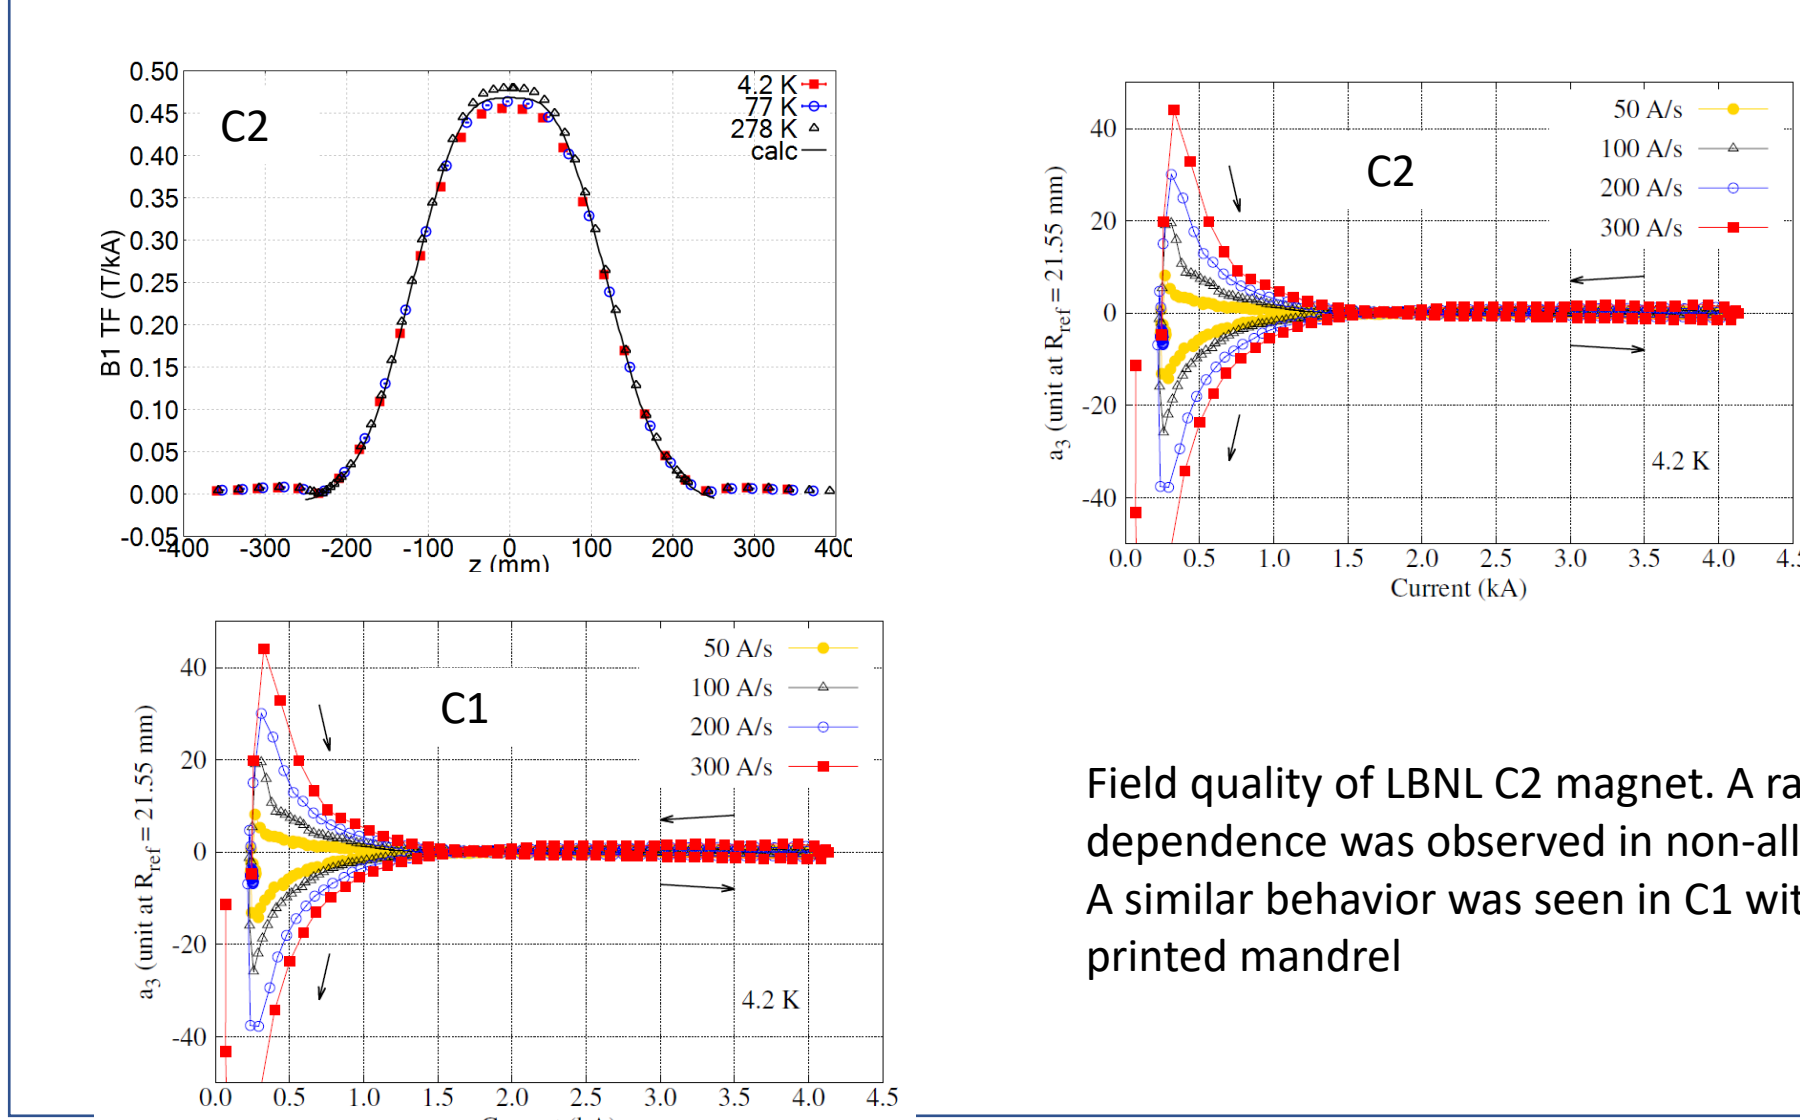 0.50
0.45
0.40
0.35
0.30
0.25
0.20
0.15
0.10
0.05
0.00
-0.05
B1 TF (T/kA)
C2
4.2 K
77 K
278 K
calc
-400 -300 -200 -100 0 100 200 300
z (mm)
40
20
0
-20
-40
a3 (unit at Rref = 21.55 mm)
C2
50 A/s
100 A/s
200 A/s
300 A/s
4.2 K
0.0 0.5 1.0 1.5 2.0 2.5 3.0 3.5 4.0
Current (kA)
40
20
0
-20
-40
a3 (unit at Rref = 21.55 mm)
C1
50 A/s
100 A/s
200 A/s
300 A/s
4.2 K
0.0 0.5 1.0 1.5 2.0 2.5 3.0 3.5 4.0 4.5
Field quality of LBNL C2 magnet. A
dependence was observed in
A similar behavior was seen in C1
printed mandrel